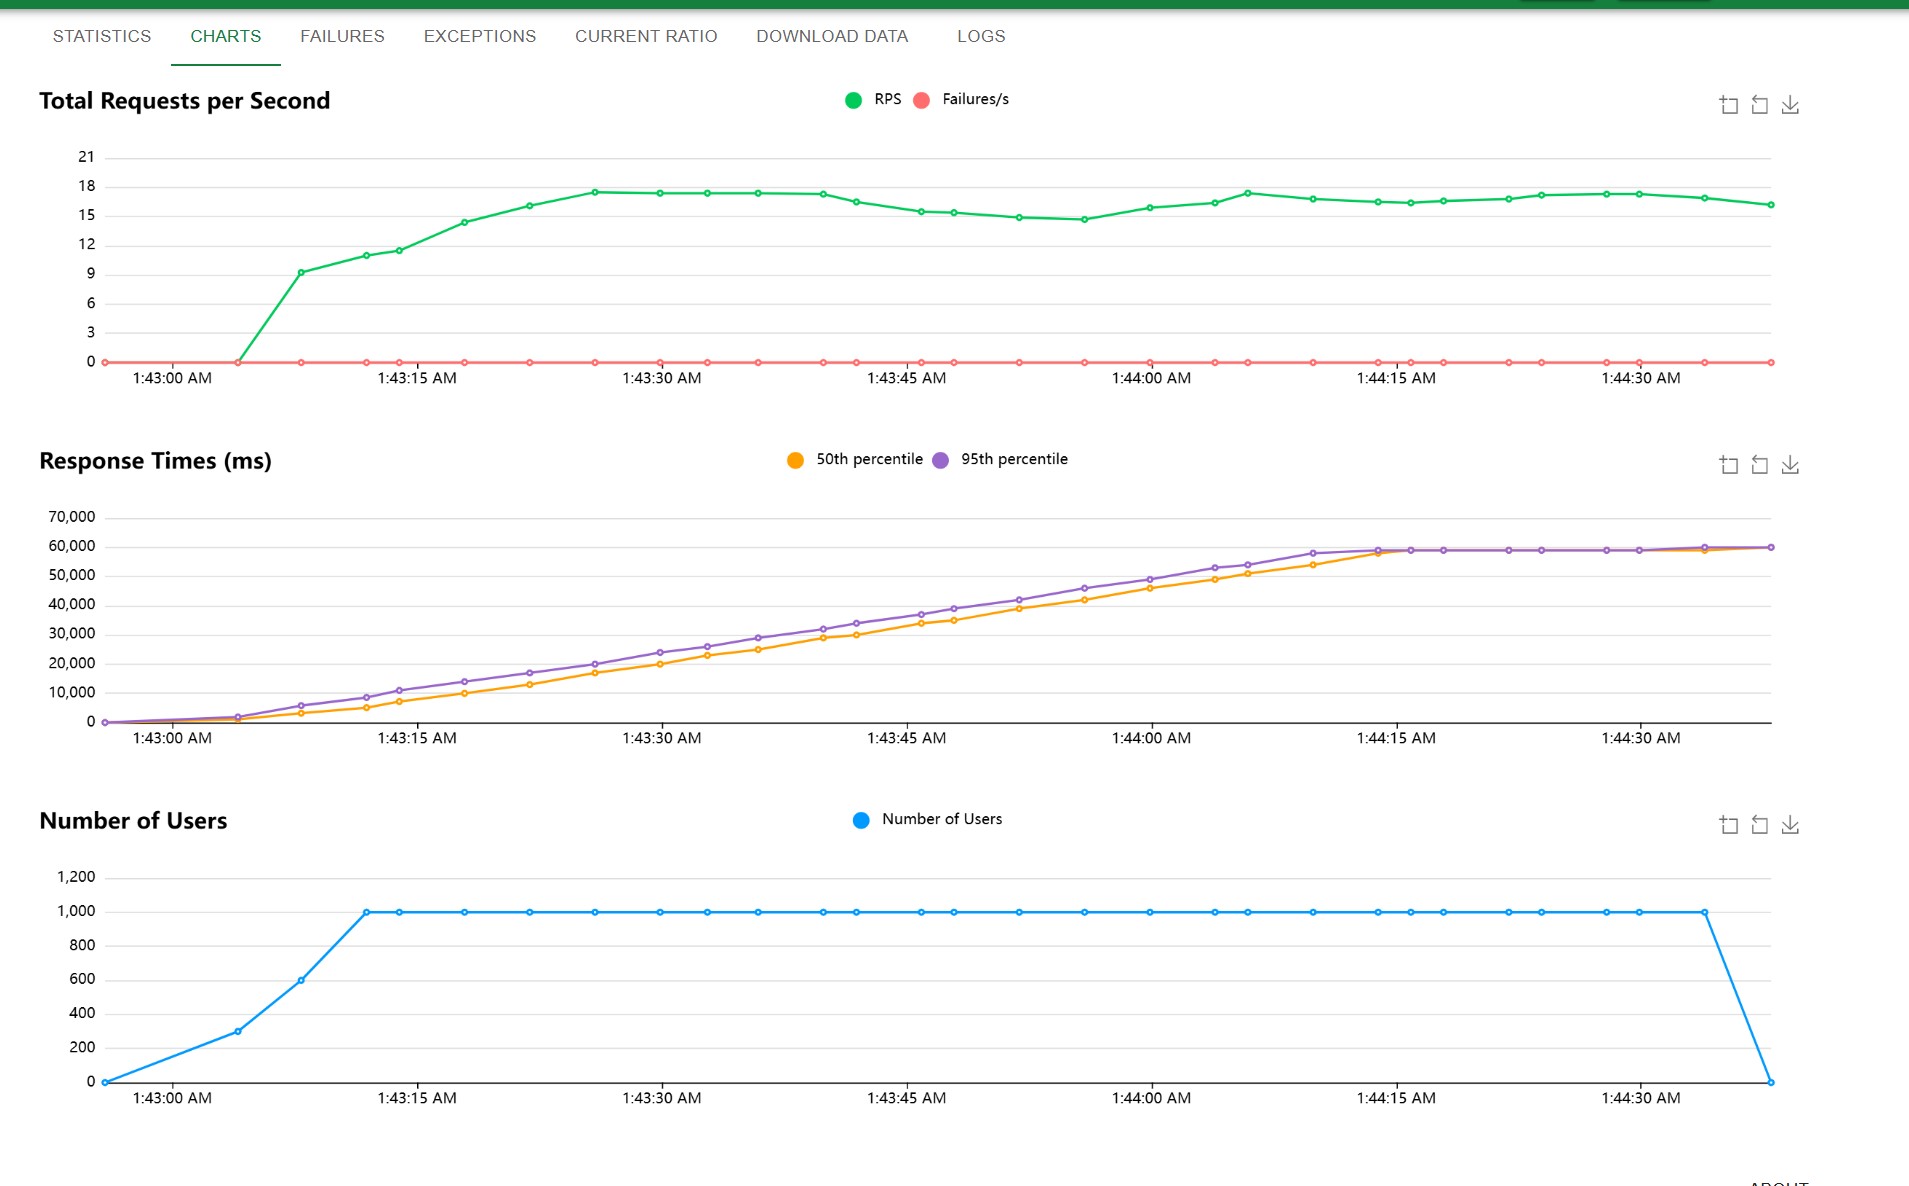 STATISTICS CHARTS FAILURES EXCEPTIONS CURRENT RATIO DOWNLOAD DATA LOGS
Total Requests per Second
RPS Failures/s
21
18
15
12
9
6
3
0
1:43:00 AM 1:43:15 AM 1:43:30 AM 1:43:45 AM 1:44:00 AM 1:44:15 AM 1:44:30 AM
Response Times (ms)
50th percentile 95th percentile
70,000
60,000
50,000
40,000
30,000
20,000
10,000
0
1:43:00 AM 1:43:15 AM 1:43:30 AM 1:43:45 AM 1:44:00 AM 1:44:15 AM 1:44:30 AM
Number of Users
Number of Users
1,200
1,000
800
600
400
200
0
1:43:00 AM 1:43:15 AM 1:43:30 AM 1:43:45 AM 1:44:00 AM 1:44:15 AM 1:44:30 AM
ABOUT